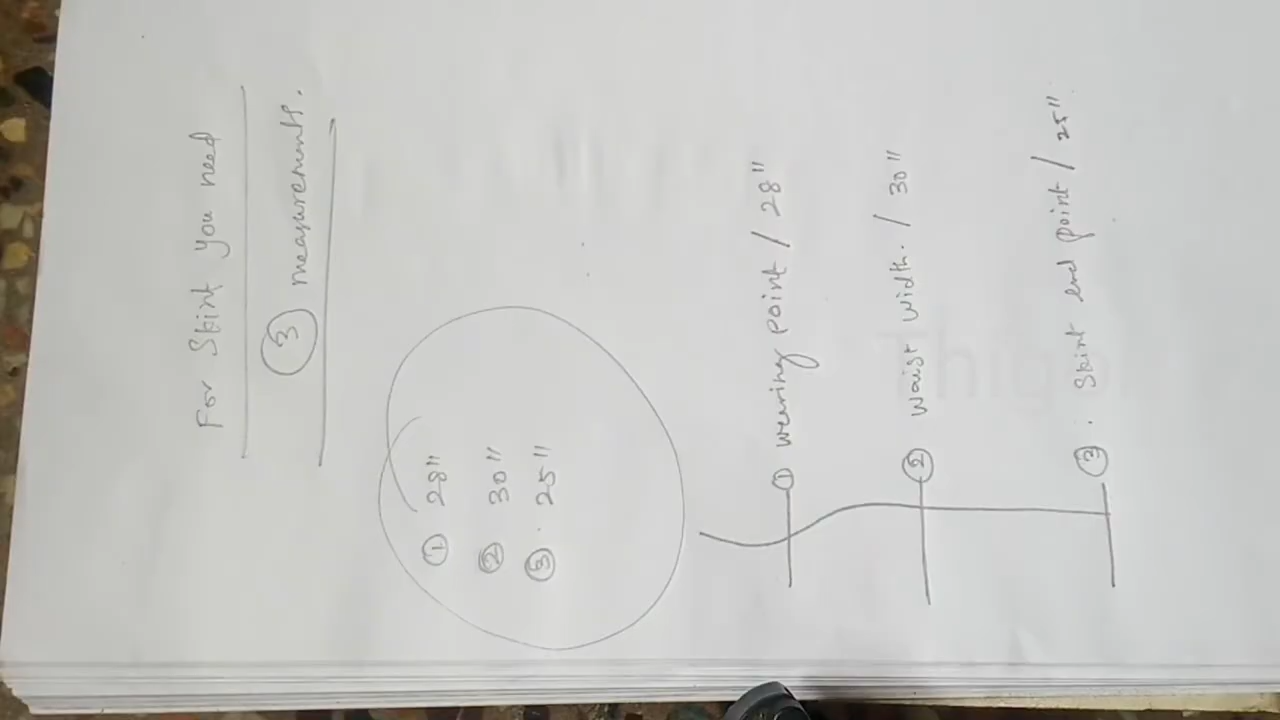 For Skirt you need
③ measurements.
① 28"
② 30"
③ . 25"
① wearing point / 28"
② waist width. / 30"
③ . Skirt end point / 25"